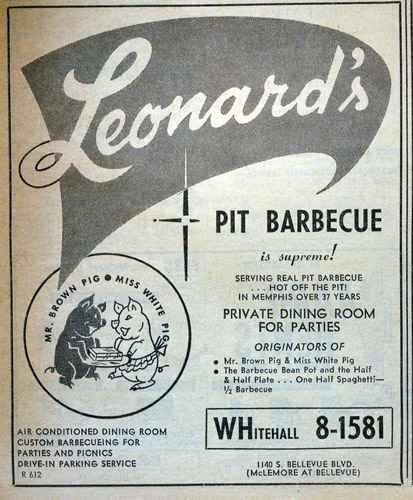 Leonard's
PIT BARBECUE
is supreme!
SERVING REAL PIT BARBECUE
. . . HOT OFF THE PIT!
IN MEMPHIS OVER 37 YEARS
PRIVATE DINING ROOM
FOR PARTIES
ORIGINATORS OF
• Mr. Brown Pig & Miss White Pig
• The Barbecue Bean Pot and the Half
& Half Plate . . . One Half Spaghetti—
½ Barbecue
MR. BROWN PIG • MISS WHITE PIG
AIR CONDITIONED DINING ROOM
CUSTOM BARBECUEING FOR
PARTIES AND PICNICS
DRIVE-IN PARKING SERVICE
R 612
WHITEHALL 8-1581
1140 S. BELLEVUE BLVD.
(McLEMORE AT BELLEVUE)